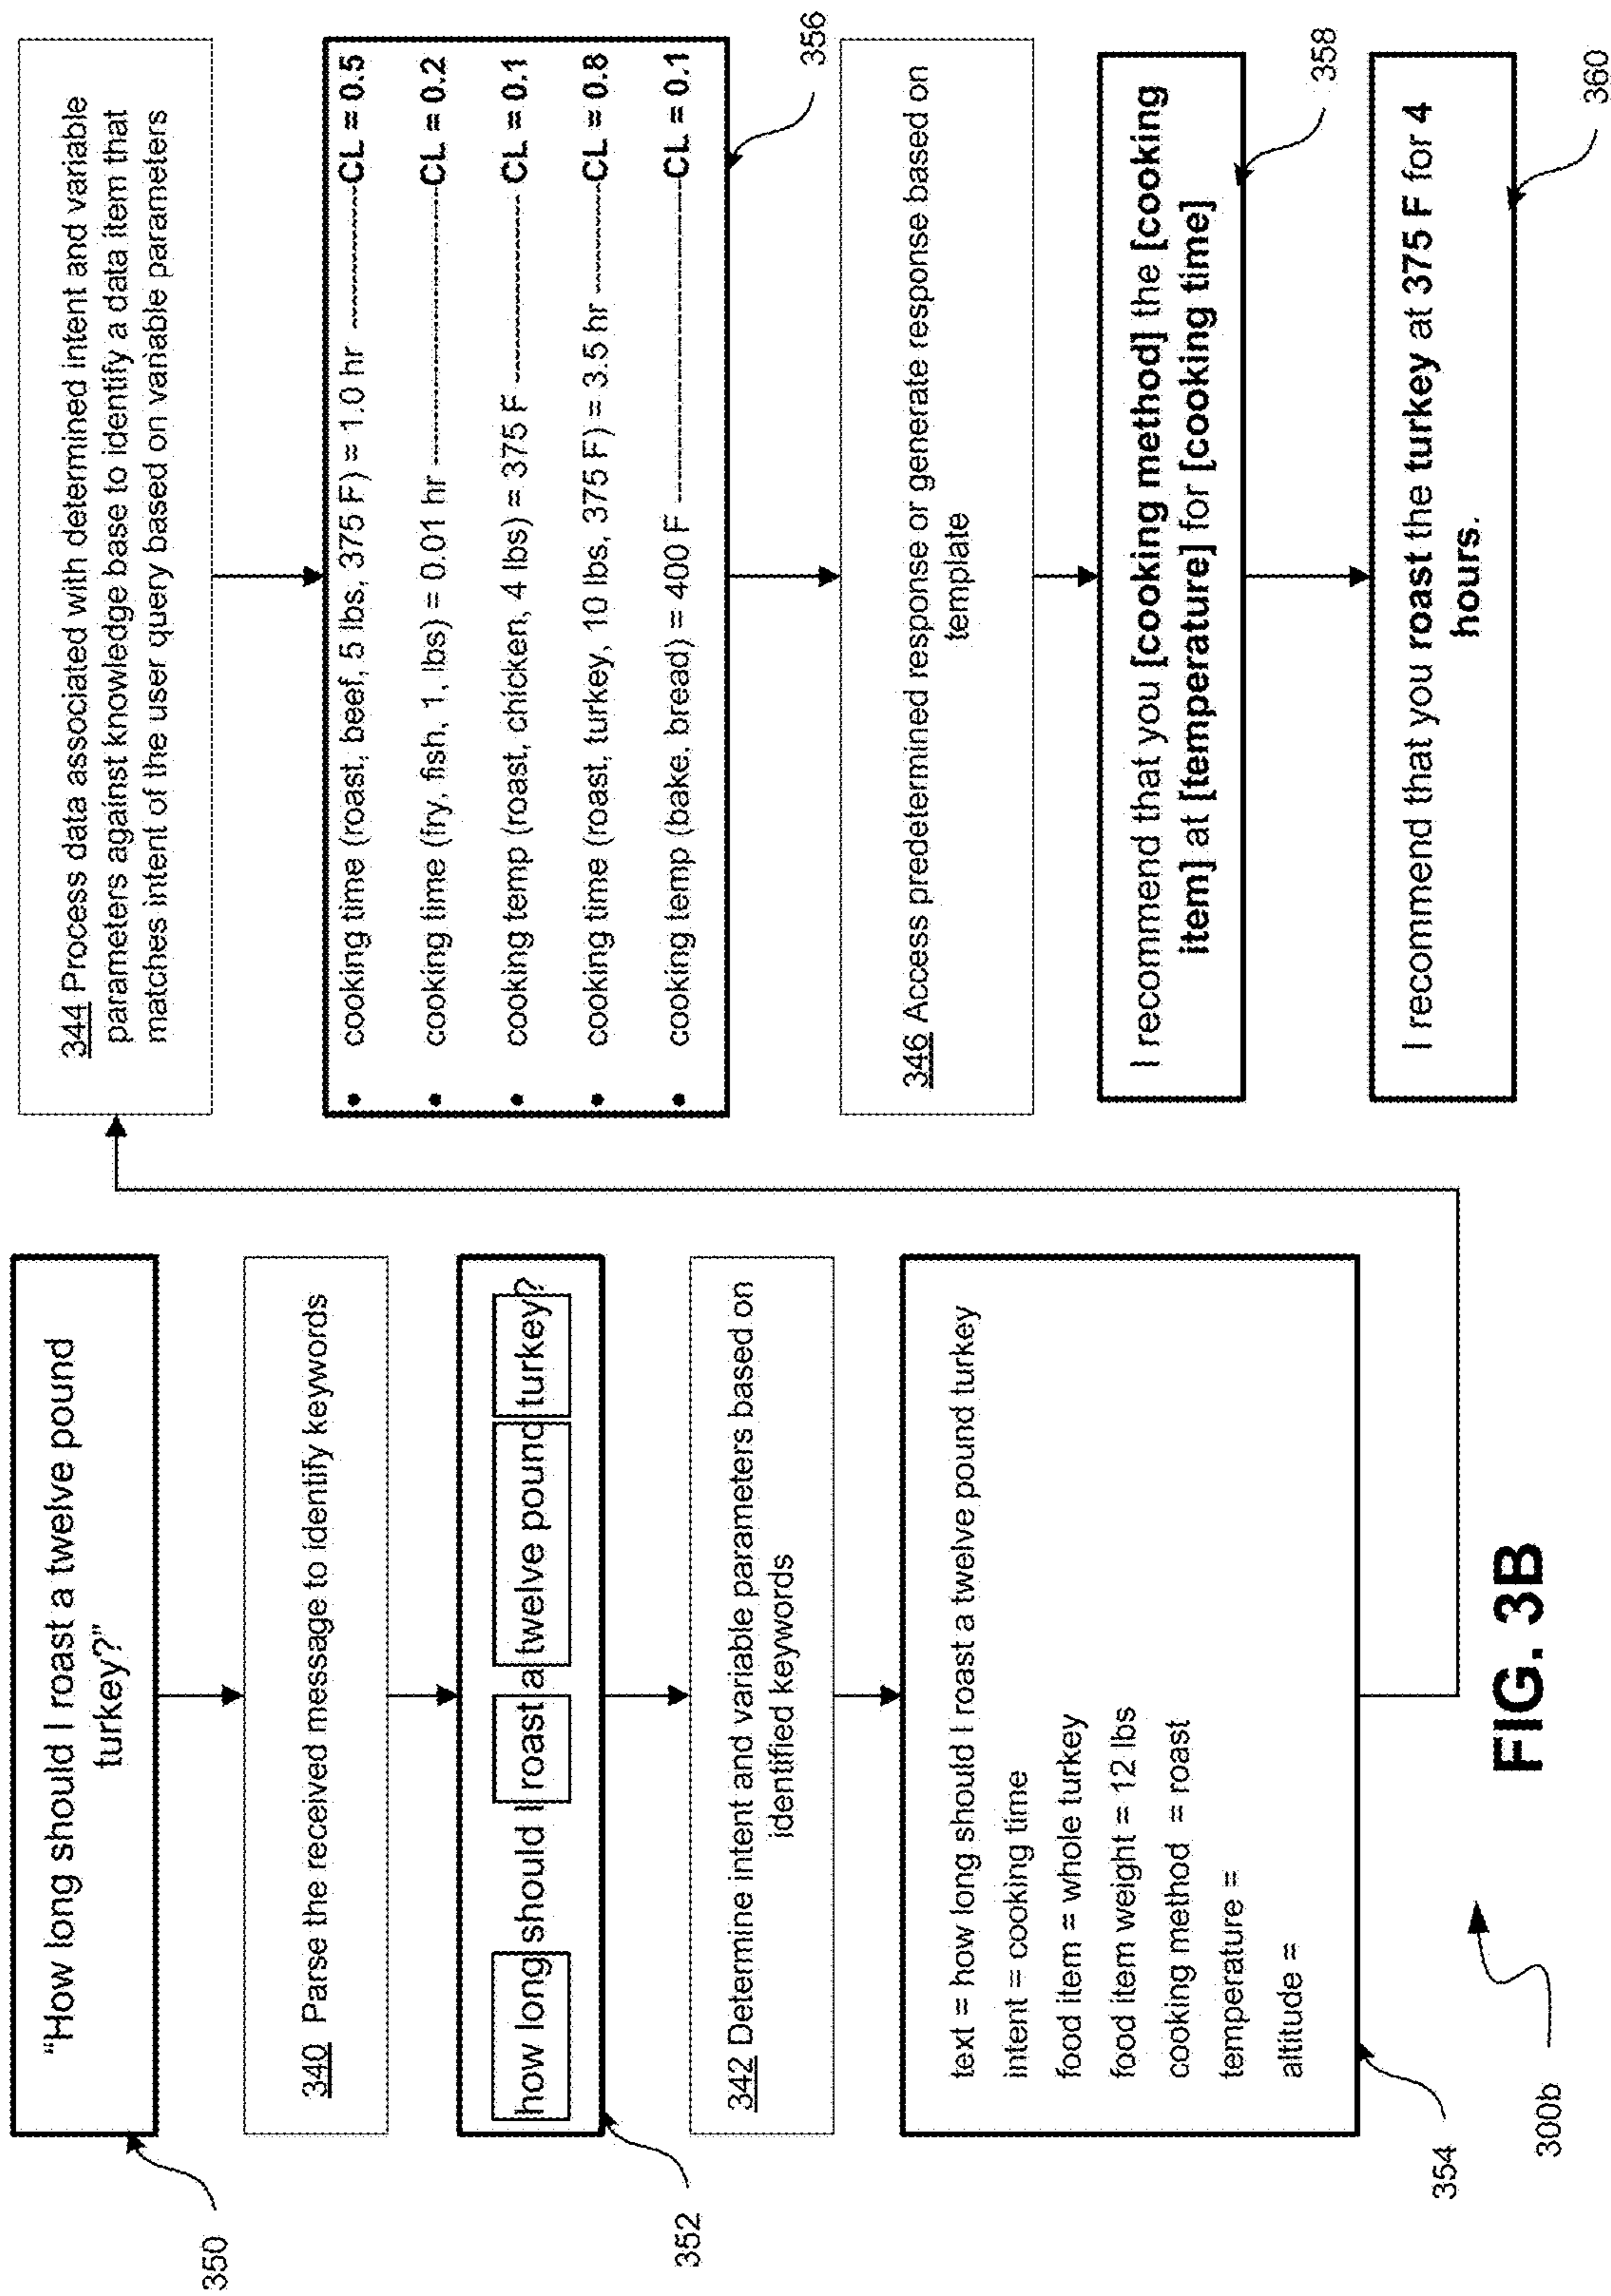 “How long should I roast a twelve pound
turkey?”
350
340 Parse the received message to identify keywords
how long should I roast a twelve pound turkey?
352
342 Determine intent and variable parameters based on
identified keywords
text = how long should I roast a twelve pound turkey
intent = cooking time
food item = whole turkey
food item weight = 12 lbs
cooking method = roast
temperature =
altitude =
354
300b
344 Process data associated with determined intent and variable
parameters against knowledge base to identify a data item that
matches intent of the user query based on variable parameters
• cooking time (roast, beef, 5 lbs, 375 F) = 1.0 hr ------------CL = 0.5
• cooking time (fry, fish, 1, lbs) = 0.01 hr ------------------------CL = 0.2
• cooking temp (roast, chicken, 4 lbs) = 375 F --------------- CL = 0.1
• cooking time (roast, turkey, 10 lbs, 375 F) = 3.5 hr ----------CL = 0.8
• cooking temp (bake, bread) = 400 F ---------------------------CL = 0.1
356
346 Access predetermined response or generate response based on
template
I recommend that you [cooking method] the [cooking
item] at [temperature] for [cooking time]
358
I recommend that you roast the turkey at 375 F for 4
hours.
360
FIG. 3B